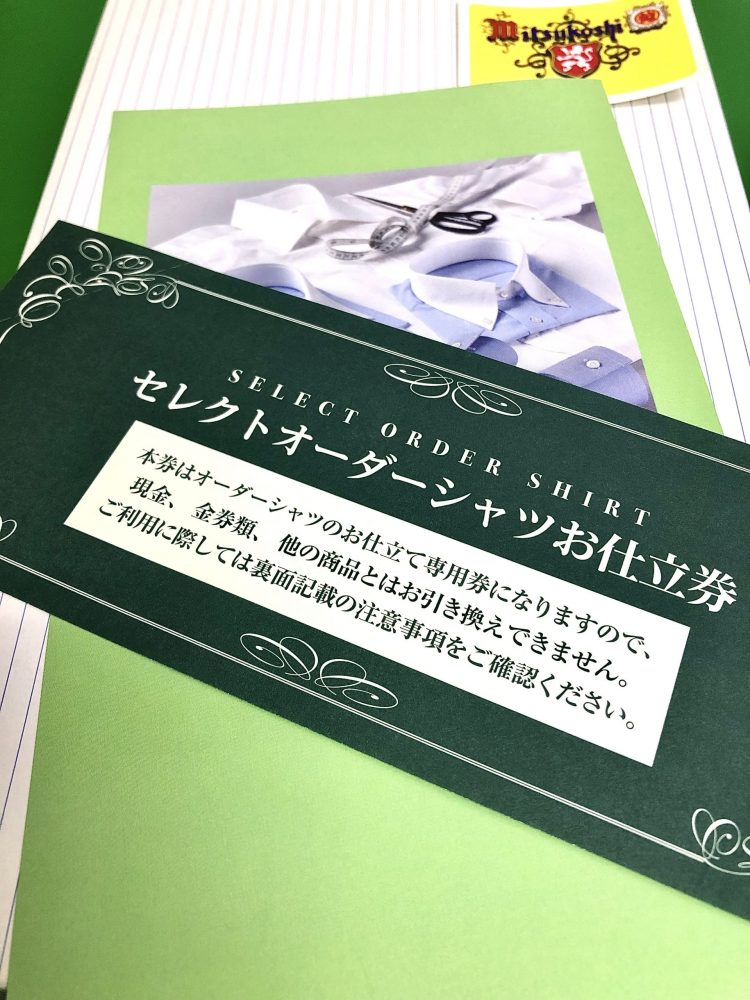 Mitsukoshi
SELECT ORDER SHIRT
セレクトオーダーシャツお仕立券
本券はオーダーシャツのお仕立て専用券になりますので、
現金、金券類、他の商品とはお引き換えできません。
ご利用に際しては裏面記載の注意事項をご確認ください。